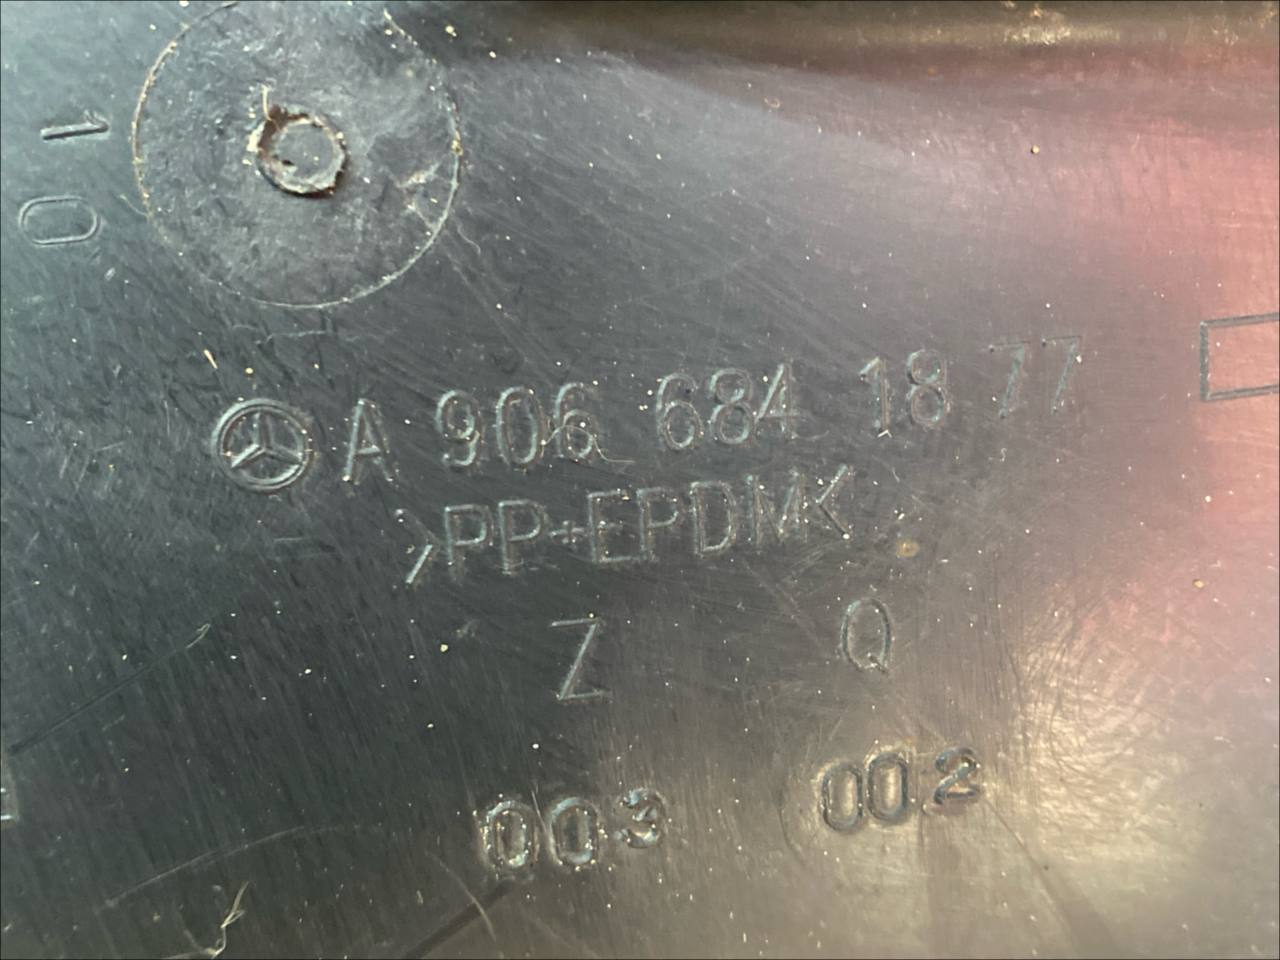 10
A 906 684 18 77
>PP+EPDM<
Z Q
003 002